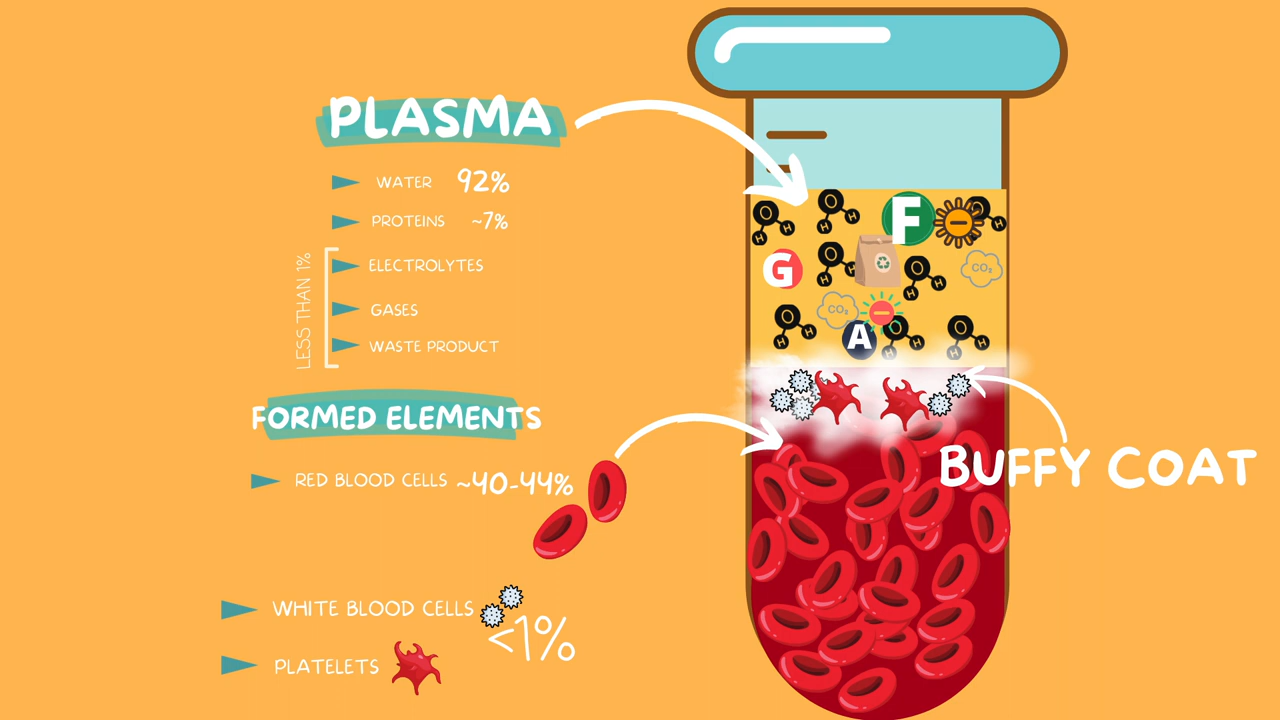 PLASMA
WATER 92%
PROTEINS ~7%
LESS THAN 1%
ELECTROLYTES
GASES
WASTE PRODUCT
FORMED ELEMENTS
RED BLOOD CELLS ~40-44%
WHITE BLOOD CELLS
<1%
PLATELETS
O H H
O H H
F
O H
G
O H H
O H H
CO₂
CO₂
O H H
A
O H H
O H H
BUFFY COAT